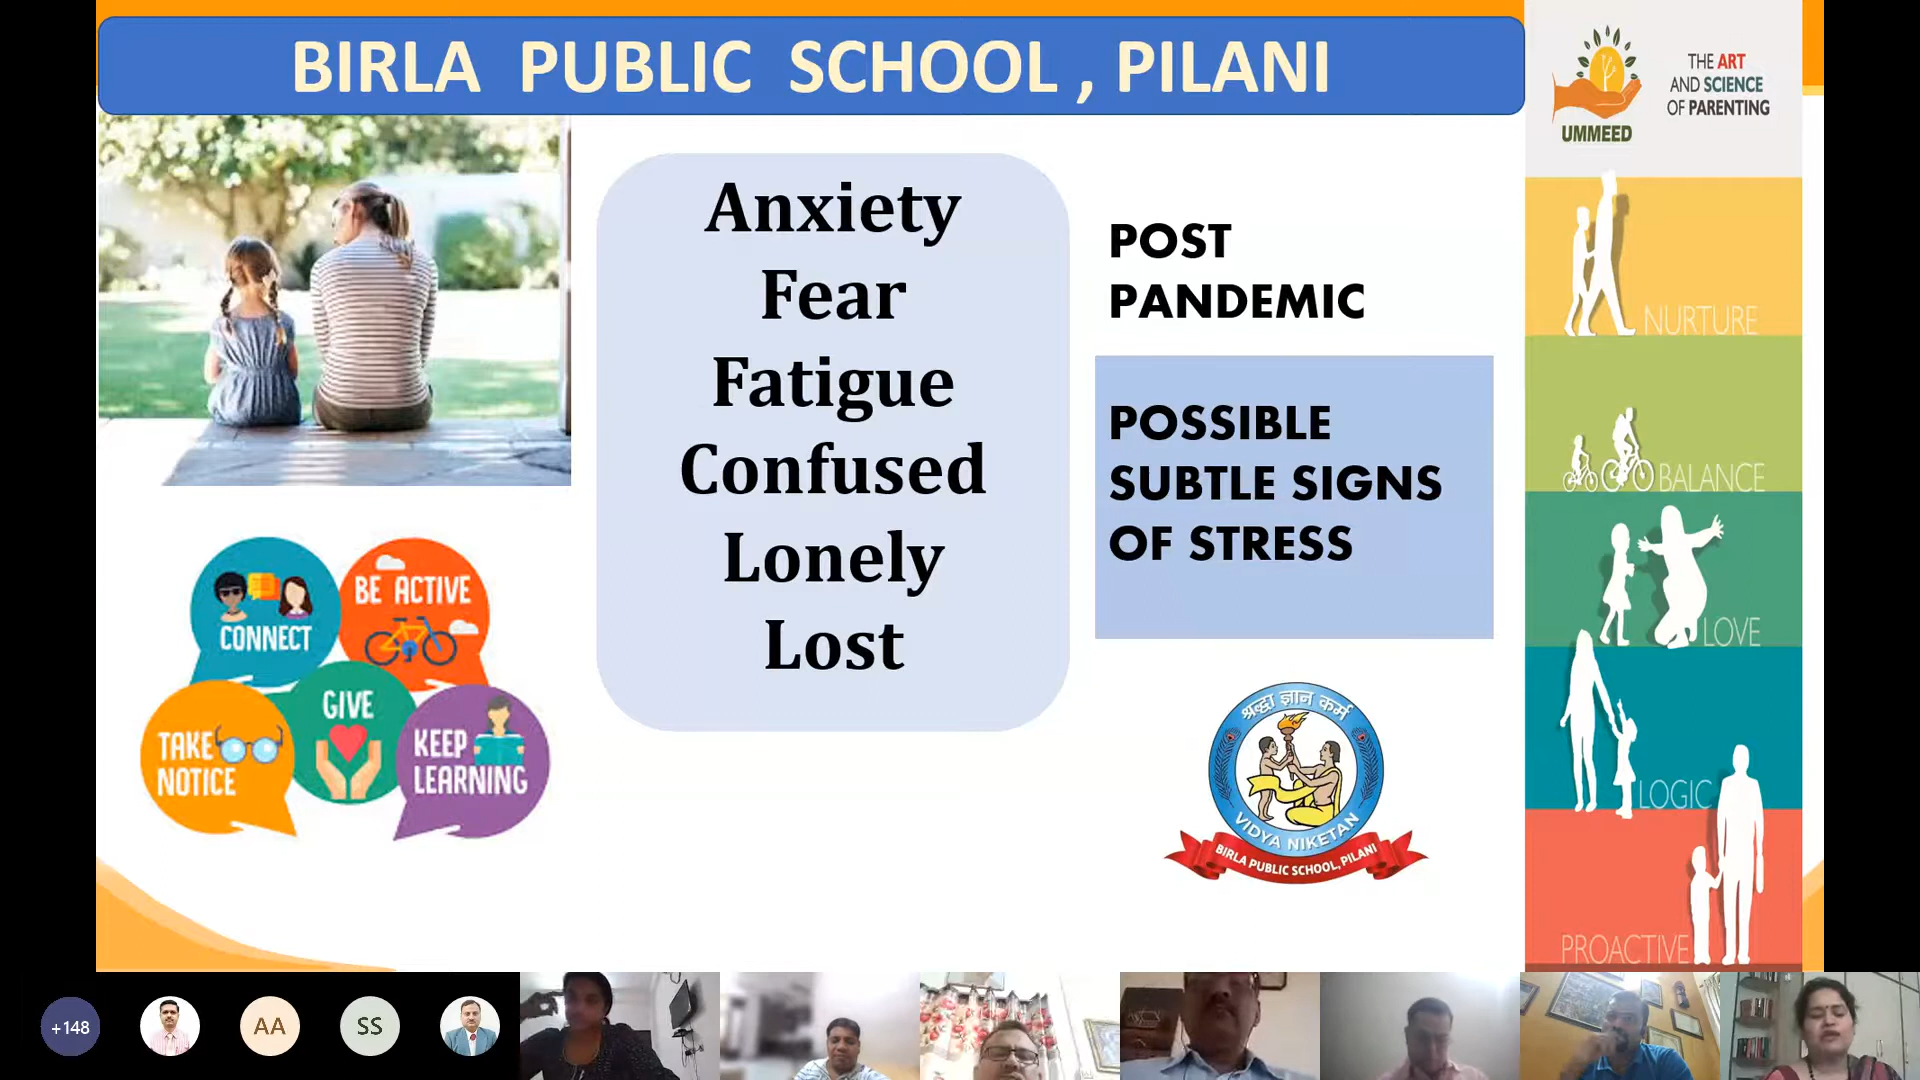 BIRLA PUBLIC SCHOOL , PILANI
UMMEED
THE ART
AND SCIENCE
OF PARENTING
Anxiety
Fear
Fatigue
Confused
Lonely
Lost
POST
PANDEMIC
POSSIBLE
SUBTLE SIGNS
OF STRESS
NURTURE
BALANCE
LOVE
LOGIC
PROACTIVE
CONNECT
BE ACTIVE
TAKE
NOTICE
GIVE
KEEP
LEARNING
श्रद्धा ज्ञान कर्म
VIDYA NIKETAN
BIRLA PUBLIC SCHOOL, PILANI
+148
AA
SS